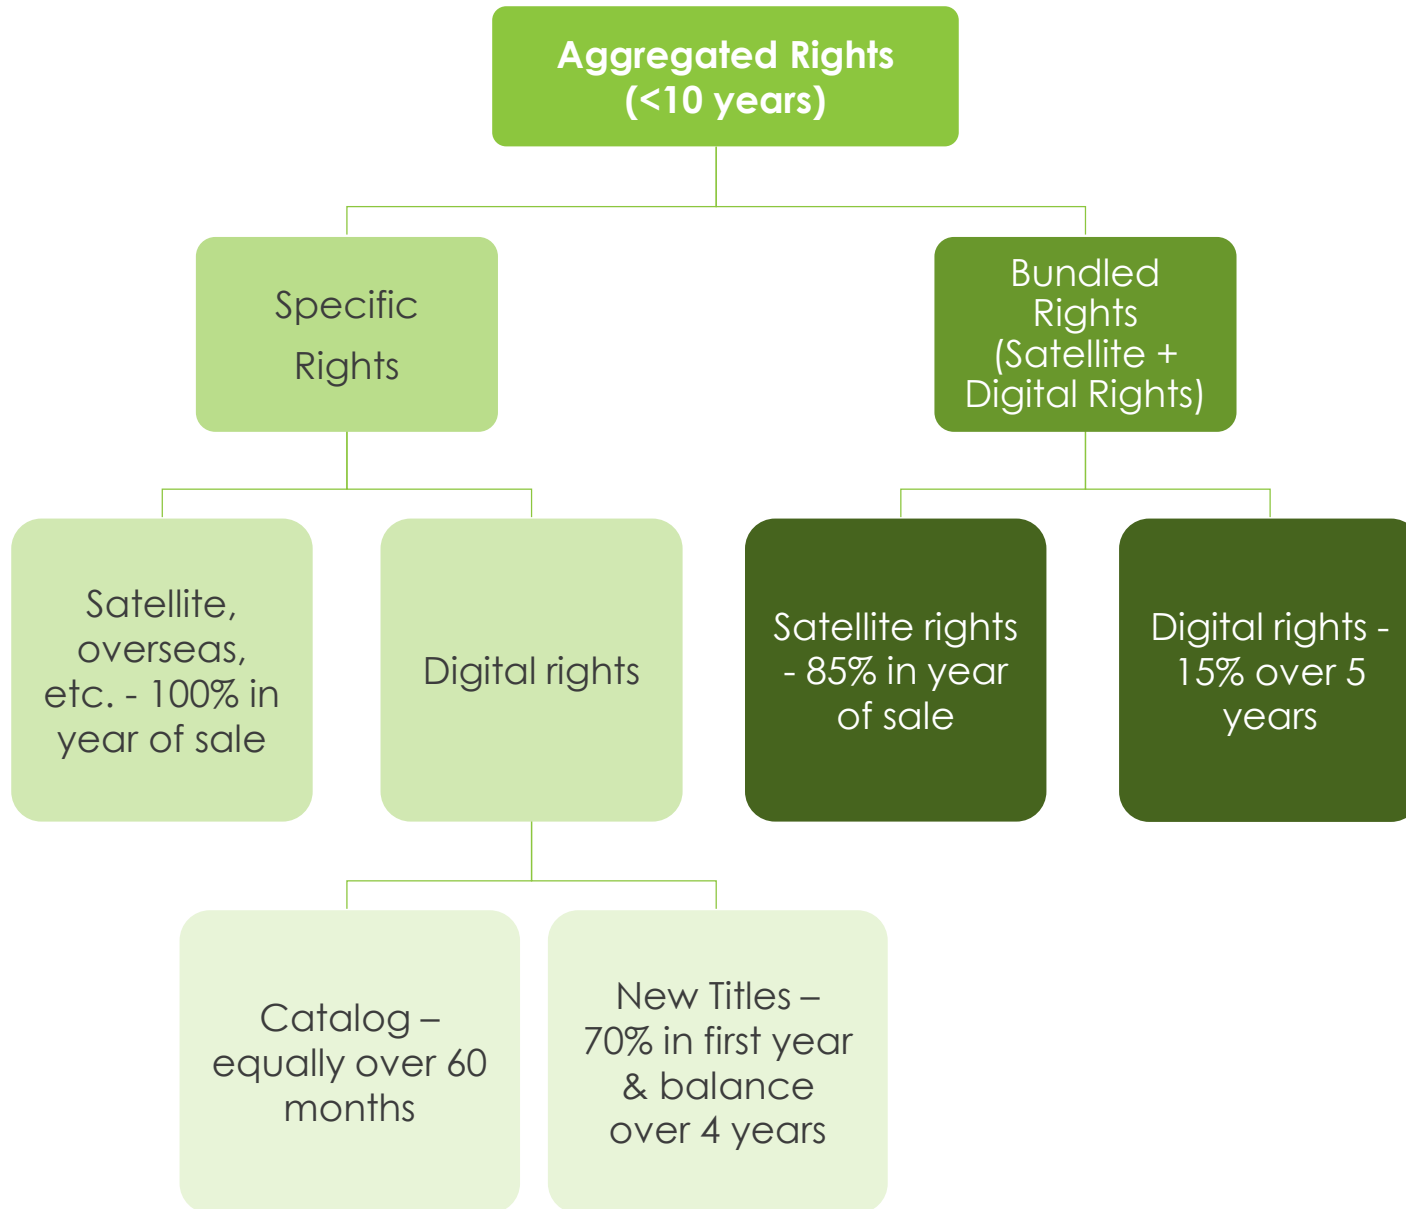 Aggregated Rights
(<10 years)
Specific
Rights
Bundled
Rights
(Satellite +
Digital Rights)
Satellite,
overseas,
etc. - 100% in
year of sale
Digital rights
Satellite rights
- 85% in year
of sale
Digital rights -
15% over 5
years
Catalog –
equally over 60
months
New Titles –
70% in first year
& balance
over 4 years